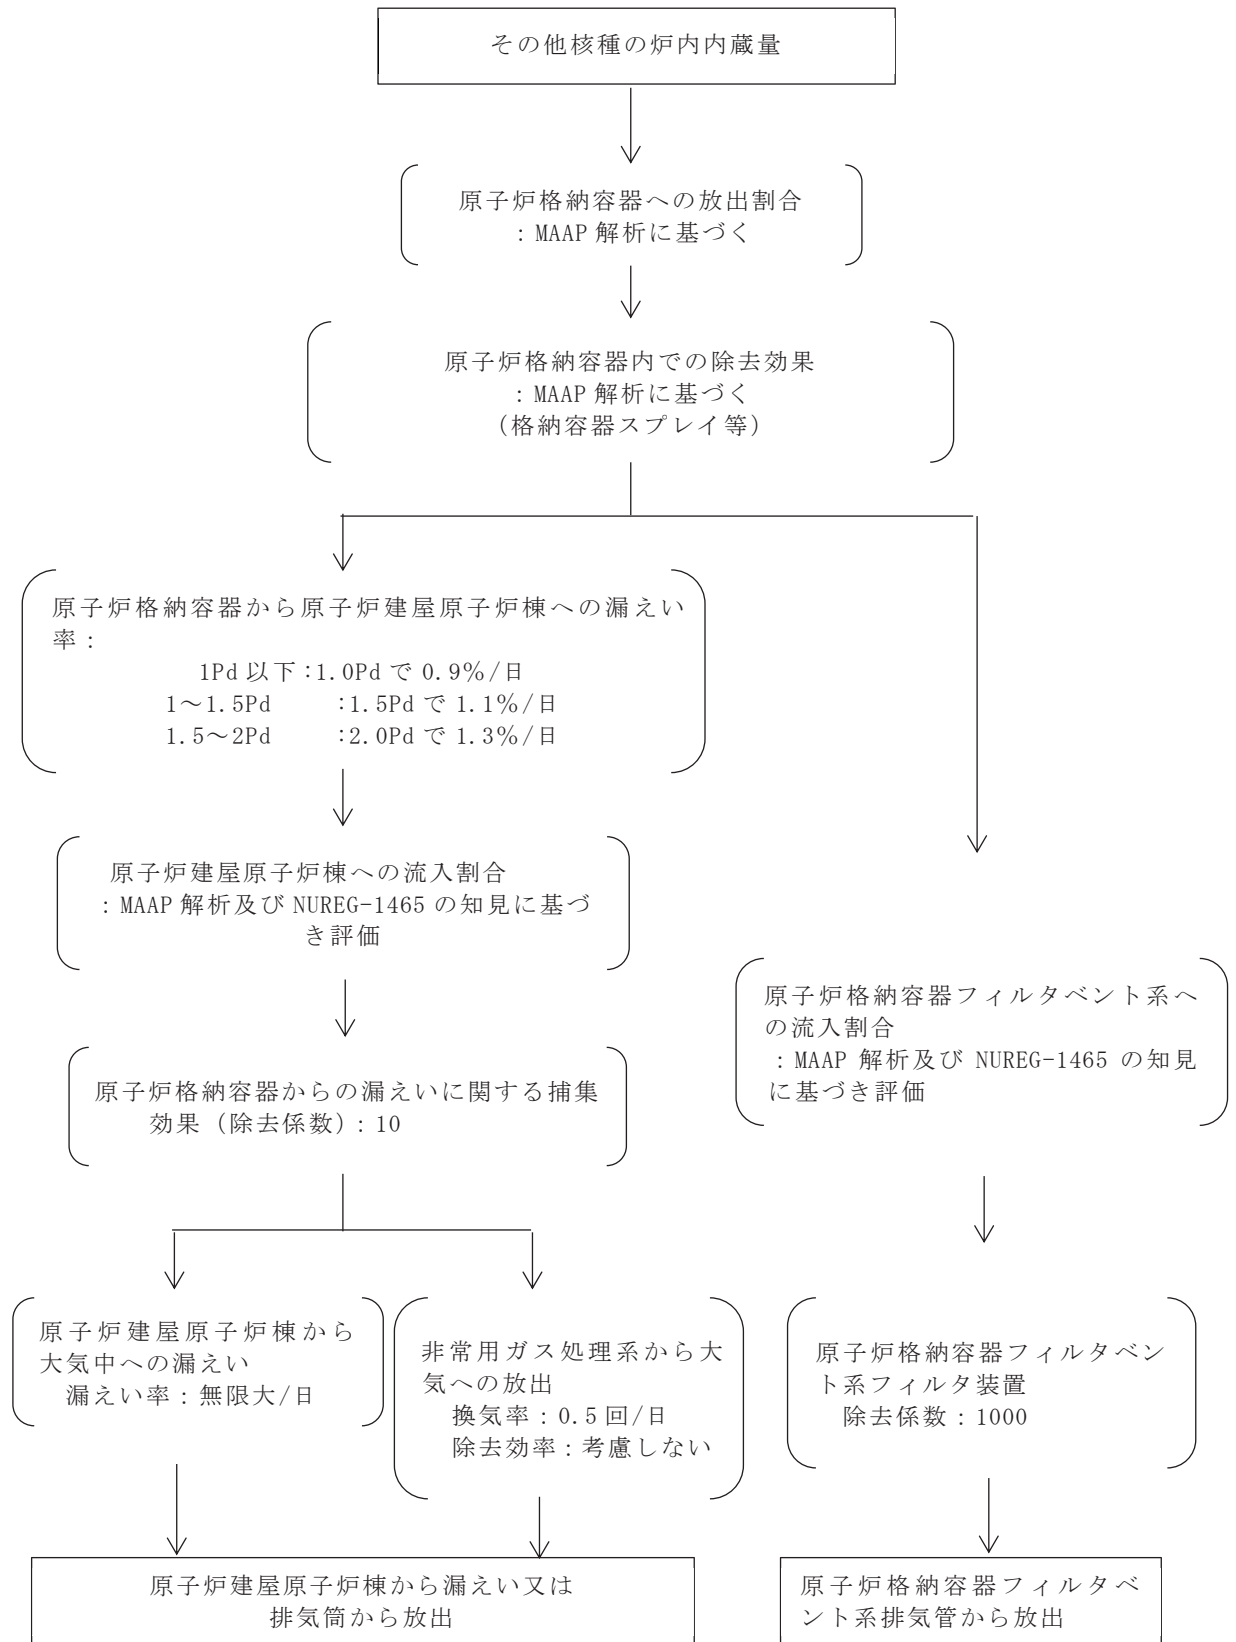 その他核種の炉内内蔵量
原子炉格納容器への放出割合
：MAAP 解析に基づく
原子炉格納容器内での除去効果
：MAAP 解析に基づく
（格納容器スプレイ等）
原子炉格納容器から原子炉建屋原子炉棟への漏えい
率：
1Pd 以下：1.0Pd で 0.9%/日
1～1.5Pd ：1.5Pd で 1.1%/日
1.5～2Pd ：2.0Pd で 1.3%/日
原子炉建屋原子炉棟への流入割合
：MAAP 解析及び NUREG-1465 の知見に基づ
き評価
原子炉格納容器フィルタベント系へ
の流入割合
：MAAP 解析及び NUREG-1465 の知見
に基づき評価
原子炉格納容器からの漏えいに関する捕集
効果（除去係数）：10
原子炉建屋原子炉棟から
大気中への漏えい
漏えい率：無限大/日
非常用ガス処理系から大
気への放出
換気率：0.5 回/日
除去効率：考慮しない
原子炉格納容器フィルタベン
ト系フィルタ装置
除去係数：1000
原子炉建屋原子炉棟から漏えい又は
排気筒から放出
原子炉格納容器フィルタベ
ント系排気管から放出